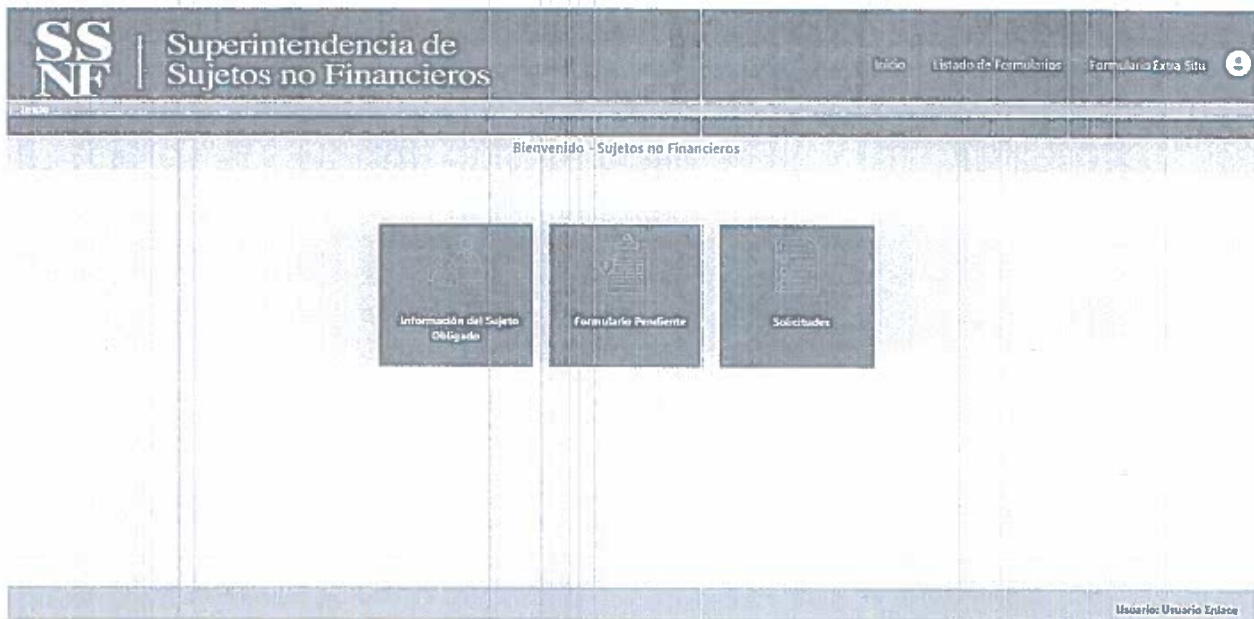 SS
NF
Superintendencia de
Sujetos no Financieros
Inicio
Listado de Formularios
Formulario Extra Situ
Inicio
Bienvenido - Sujetos no Financieros
Información del Sujeto
Obligado
Formulario Pendiente
Solicitudes
Usuario: Usuario Enlace